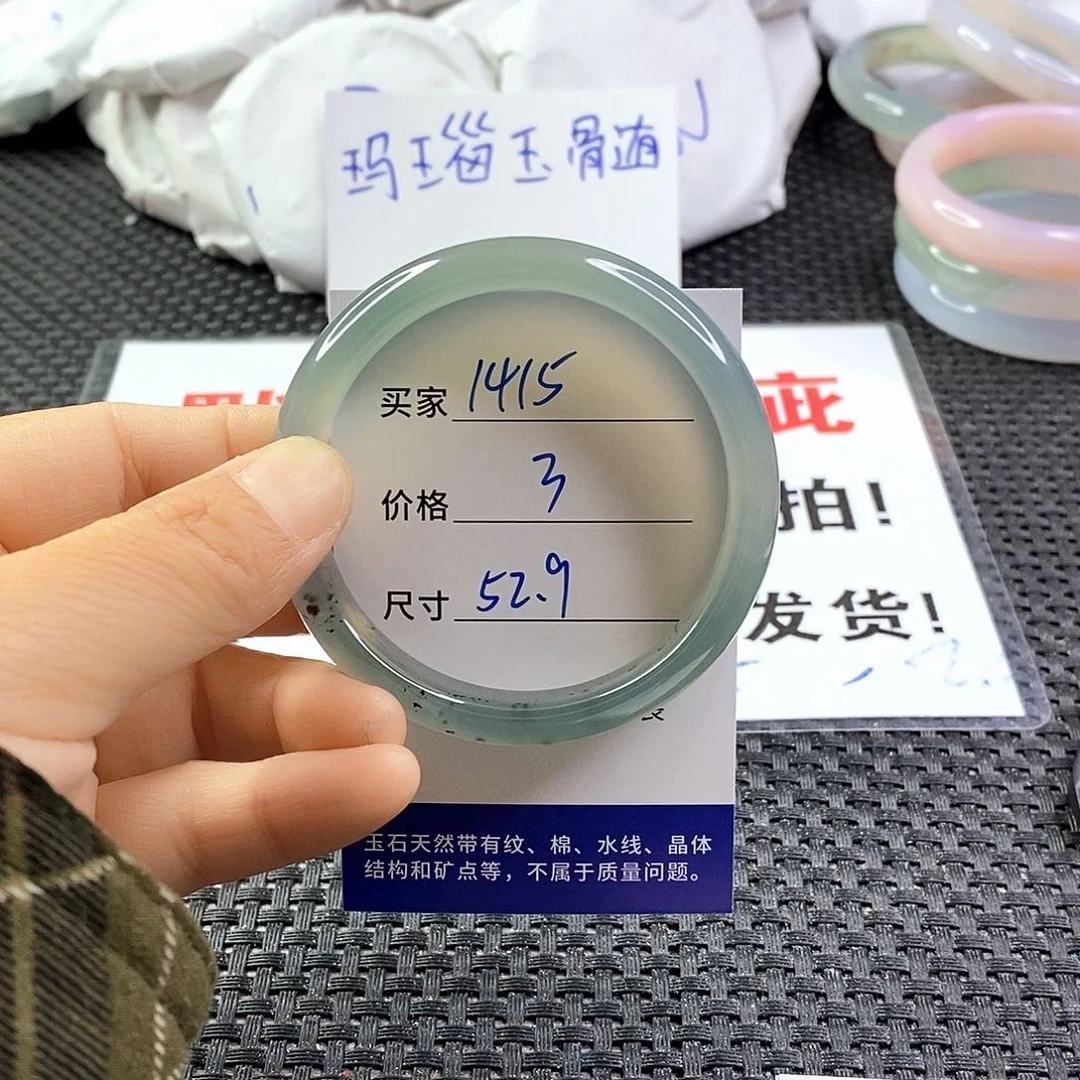 玛瑙玉骨髓
买家 1415
价格 3
尺寸 52.9
此
拍!
发货!
玉石天然带有纹、棉、水线、晶体
结构和矿点等，不属于质量问题。